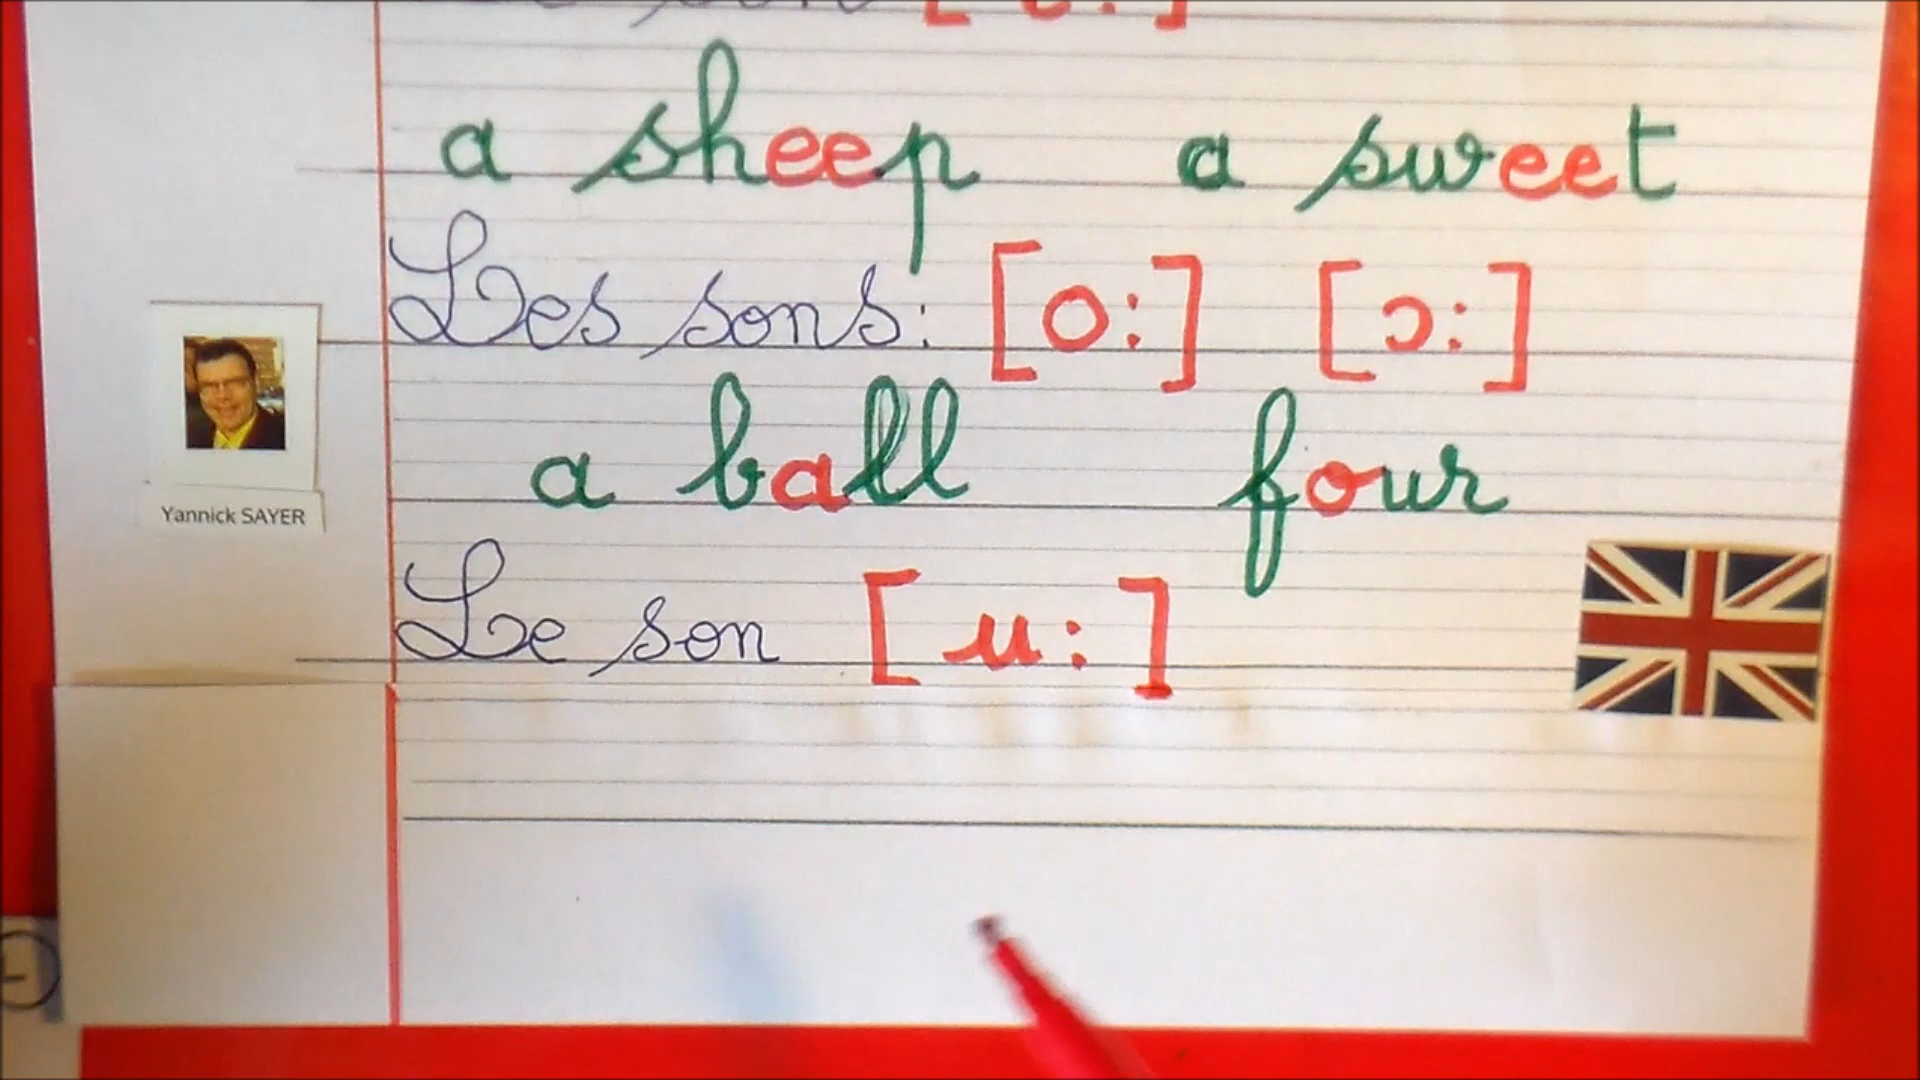 a sheep a sweet
Les sons: [o:] [ɔ:]
a ball four
Yannick SAYER
Le son [u:]